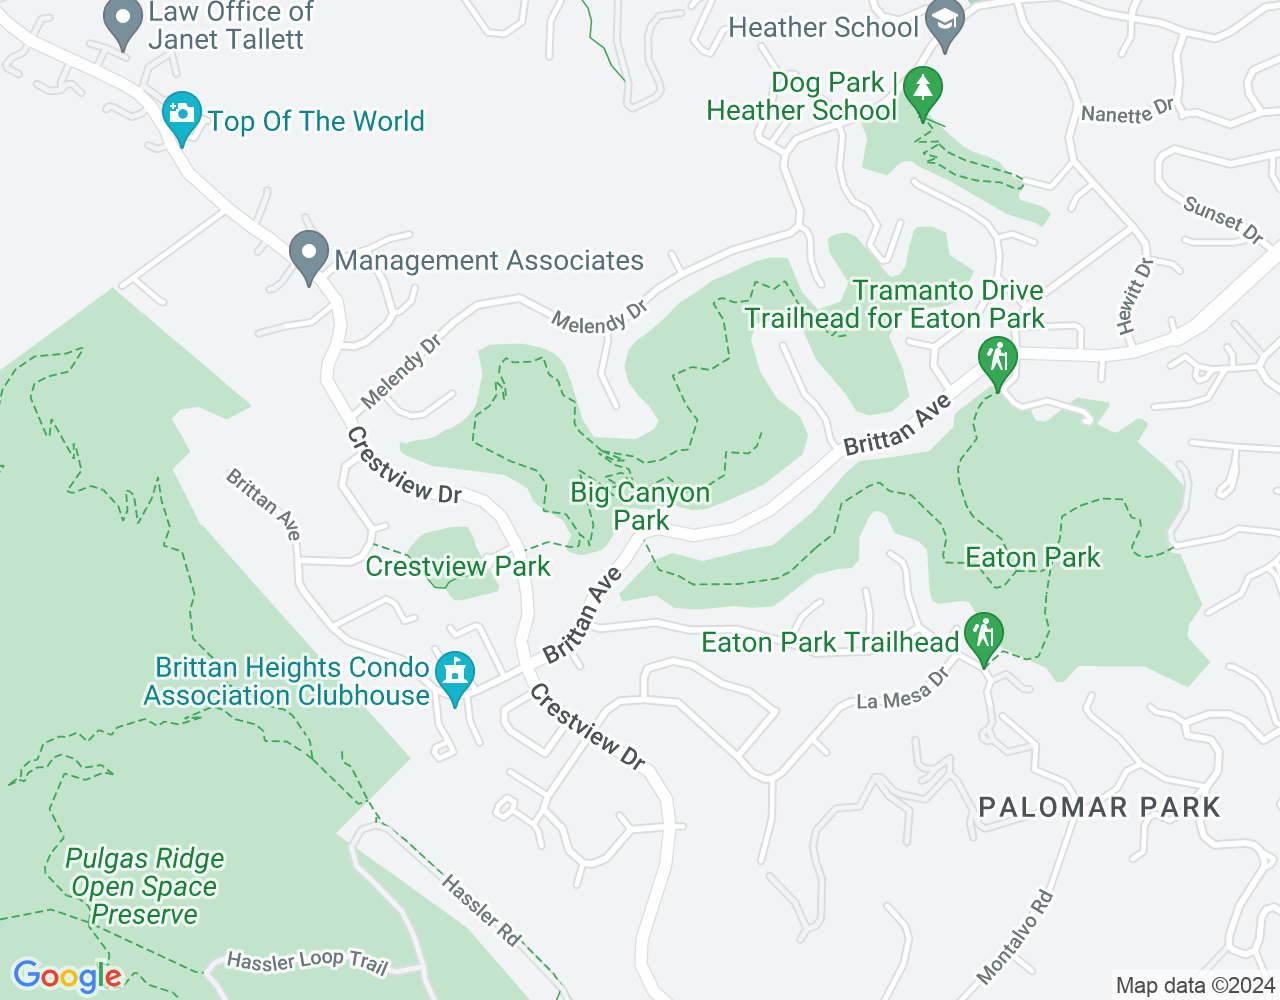 Law Office of
Janet Tallett
Heather School
Dog Park |
Heather School
Nanette Dr
Top Of The World
Sunset Dr
Management Associates
Hewitt Dr
Tramanto Drive
Trailhead for Eaton Park
Melendy Dr
Melendy Dr
Brittan Ave
Crestview Dr
Brittan Ave
Big Canyon
Park
Crestview Park
Eaton Park
Brittan Ave
Eaton Park Trailhead
Brittan Heights Condo
Association Clubhouse
La Mesa Dr
Crestview Dr
PALOMAR PARK
Pulgas Ridge
Open Space
Preserve
Hassler Rd
Montalvo Rd
Hassler Loop Trail
Google
Map data ©2024